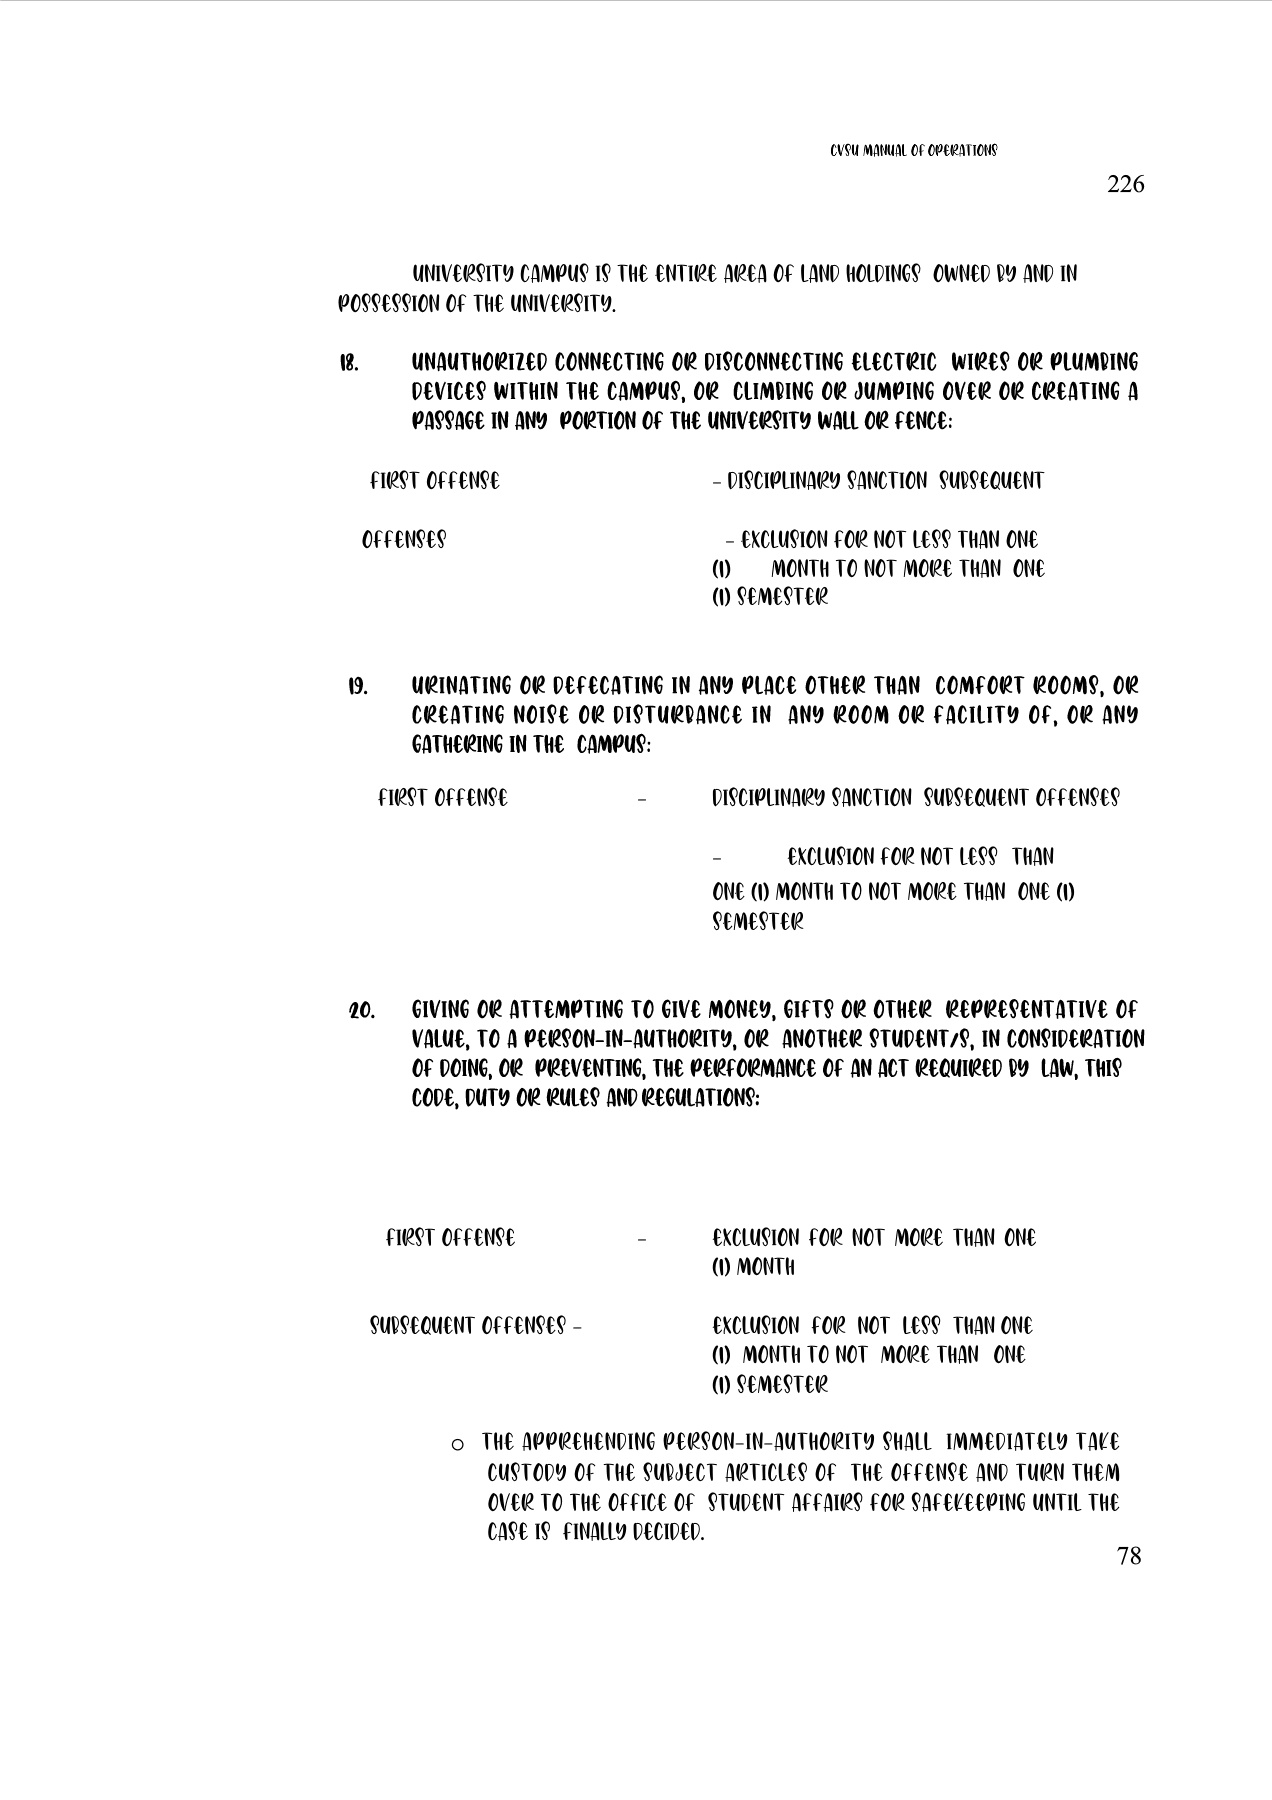 CVSU MANUAL OF OPERATIONS
226
UNIVERSITY CAMPUS IS THE ENTIRE AREA OF LAND HOLDINGS OWNED BY AND IN
POSSESSION OF THE UNIVERSITY.
18. UNAUTHORIZED CONNECTING OR DISCONNECTING ELECTRIC WIRES OR PLUMBING
DEVICES WITHIN THE CAMPUS, OR CLIMBING OR JUMPING OVER OR CREATING A
PASSAGE IN ANY PORTION OF THE UNIVERSITY WALL OR FENCE:
FIRST OFFENSE – DISCIPLINARY SANCTION SUBSEQUENT
OFFENSES – EXCLUSION FOR NOT LESS THAN ONE
(1) MONTH TO NOT MORE THAN ONE
(1) SEMESTER
19. URINATING OR DEFECATING IN ANY PLACE OTHER THAN COMFORT ROOMS, OR
CREATING NOISE OR DISTURBANCE IN ANY ROOM OR FACILITY OF, OR ANY
GATHERING IN THE CAMPUS:
FIRST OFFENSE – DISCIPLINARY SANCTION SUBSEQUENT OFFENSES
– EXCLUSION FOR NOT LESS THAN
ONE (1) MONTH TO NOT MORE THAN ONE (1)
SEMESTER
20. GIVING OR ATTEMPTING TO GIVE MONEY, GIFTS OR OTHER REPRESENTATIVE OF
VALUE, TO A PERSON-IN-AUTHORITY, OR ANOTHER STUDENT/S, IN CONSIDERATION
OF DOING, OR PREVENTING, THE PERFORMANCE OF AN ACT REQUIRED BY LAW, THIS
CODE, DUTY OR RULES AND REGULATIONS:
FIRST OFFENSE – EXCLUSION FOR NOT MORE THAN ONE
(1) MONTH
SUBSEQUENT OFFENSES – EXCLUSION FOR NOT LESS THAN ONE
(1) MONTH TO NOT MORE THAN ONE
(1) SEMESTER
o THE APPREHENDING PERSON-IN-AUTHORITY SHALL IMMEDIATELY TAKE
CUSTODY OF THE SUBJECT ARTICLES OF THE OFFENSE AND TURN THEM
OVER TO THE OFFICE OF STUDENT AFFAIRS FOR SAFEKEEPING UNTIL THE
CASE IS FINALLY DECIDED.
78